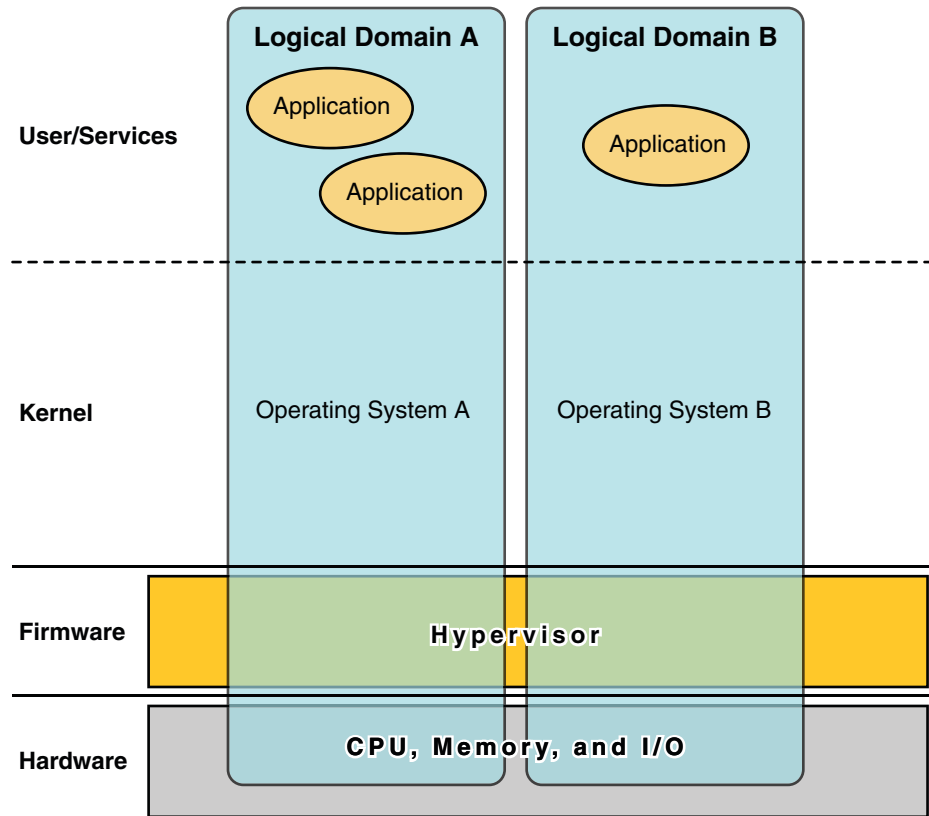 Logical Domain A
Logical Domain B
Application
Application
Application
User/Services
Kernel
Operating System A
Operating System B
Firmware
Hypervisor
Hardware
CPU, Memory, and I/O